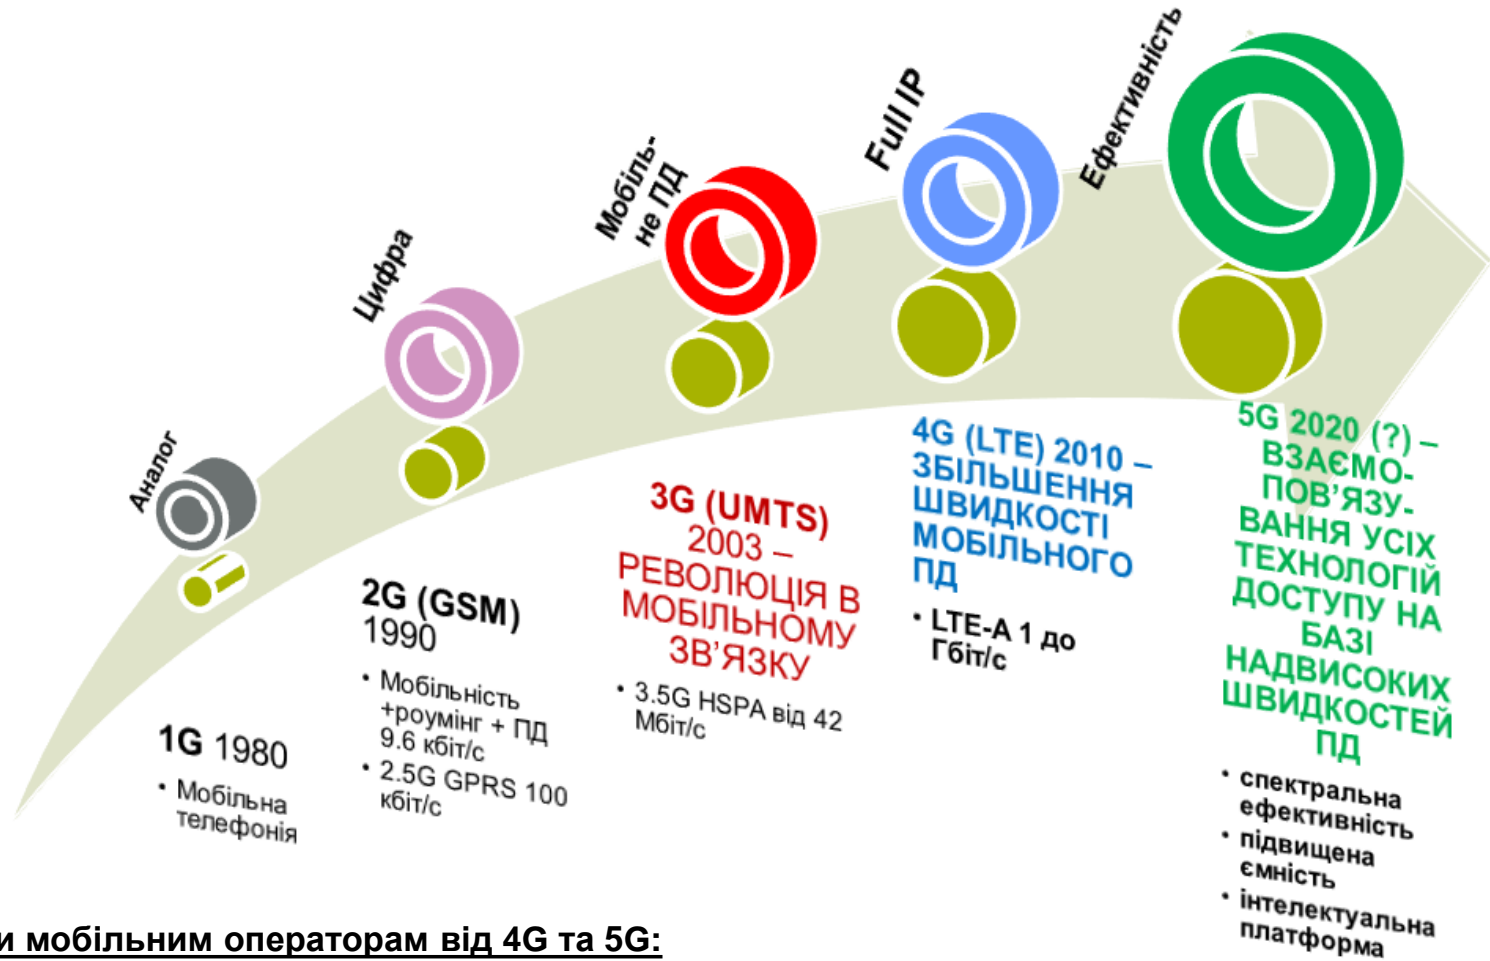 Аналог
1G 1980
• Мобільна
телефонія
Цифра
2G (GSM)
1990
• Мобільність
+роумінг + ПД
9.6 кбіт/с
• 2.5G GPRS 100
кбіт/с
Мобіль-
не ПД
3G (UMTS)
2003 –
РЕВОЛЮЦІЯ В
МОБІЛЬНОМУ
ЗВ’ЯЗКУ
• 3.5G HSPA від 42
Мбіт/с
Full IP
4G (LTE) 2010 –
ЗБІЛЬШЕННЯ
ШВИДКОСТІ
МОБІЛЬНОГО
ПД
• LTE-A 1 до
Гбіт/с
Ефективність
5G 2020 (?) –
ВЗАЄМО-
ПОВ’ЯЗУ-
ВАННЯ УСІХ
ТЕХНОЛОГІЙ
ДОСТУПУ НА
БАЗІ
НАДВИСОКИХ
ШВИДКОСТЕЙ
ПД
• спектральна
ефективність
• підвищена
ємність
• інтелектуальна
платформа
и мобільним операторам від 4G та 5G: